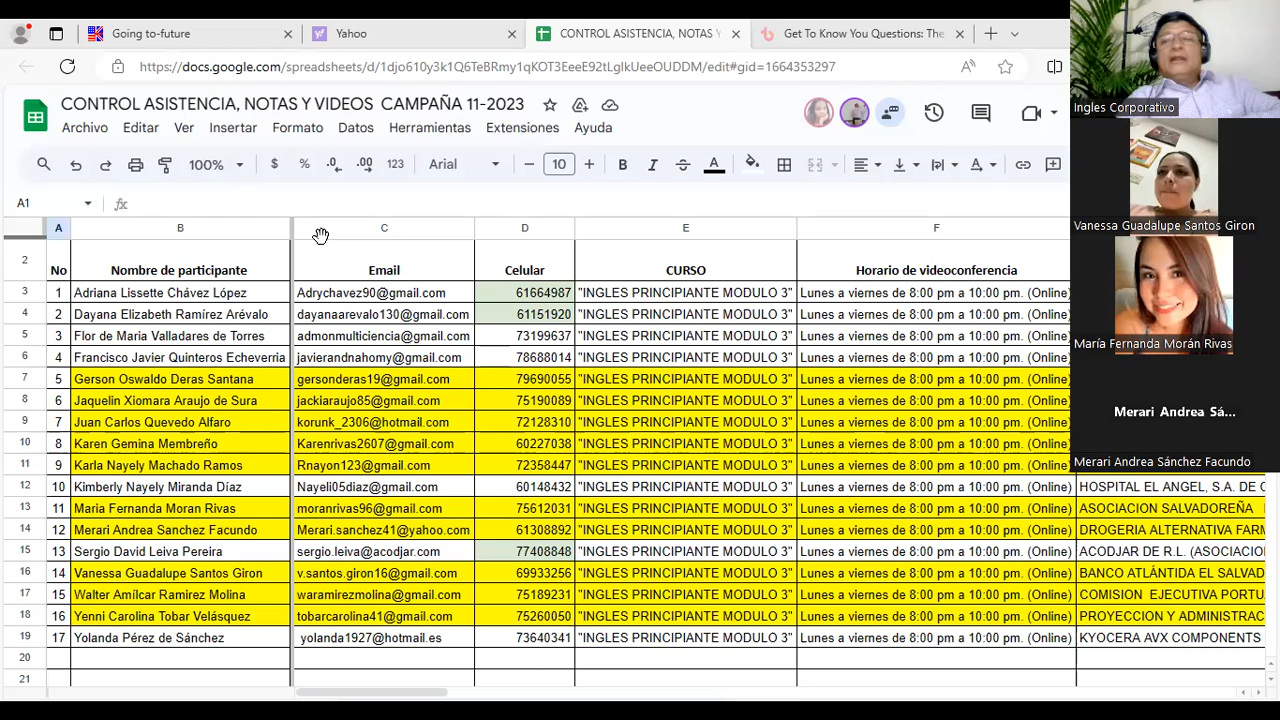 Going to-future
Yahoo
CONTROL ASISTENCIA, NOTAS Y
Get To Know You Questions: The
https://docs.google.com/spreadsheets/d/1djo610y3k1Q6IB8Rmy1qKOT3EeeE92tLgIkUeeOUDDM/edit#gid=1664353297
CONTROL ASISTENCIA, NOTAS Y VIDEOS CAMPAÑA 11-2023
Archivo Editar Ver Insertar Formato Datos Herramientas Extensiones Ayuda
100% $ % .0 .00 123 Arial 10 B I S A
A1 fx
A B C D E F
2 No Nombre de participante Email Celular CURSO Horario de videoconferencia
3 1 Adriana Lissette Chávez López Adrychavez90@gmail.com 61664987 "INGLES PRINCIPIANTE MODULO 3" Lunes a viernes de 8:00 pm a 10:00 pm. (Online)
4 2 Dayana Elizabeth Ramírez Arévalo dayanaarevalo130@gmail.com 61151920 "INGLES PRINCIPIANTE MODULO 3" Lunes a viernes de 8:00 pm a 10:00 pm. (Online)
5 3 Flor de Maria Valladares de Torres admonmulticiencia@gmail.com 73199637 "INGLES PRINCIPIANTE MODULO 3" Lunes a viernes de 8:00 pm a 10:00 pm. (Online)
6 4 Francisco Javier Quinteros Echeverria javierandnahomy@gmail.com 78688014 "INGLES PRINCIPIANTE MODULO 3" Lunes a viernes de 8:00 pm a 10:00 pm. (Online)
7 5 Gerson Oswaldo Deras Santana gersonderas19@gmail.com 79690055 "INGLES PRINCIPIANTE MODULO 3" Lunes a viernes de 8:00 pm a 10:00 pm. (Online)
8 6 Jaquelin Xiomara Araujo de Sura jackiaraujo85@gmail.com 75190089 "INGLES PRINCIPIANTE MODULO 3" Lunes a viernes de 8:00 pm a 10:00 pm. (Online)
9 7 Juan Carlos Quevedo Alfaro korunk_2306@hotmail.com 72128310 "INGLES PRINCIPIANTE MODULO 3" Lunes a viernes de 8:00 pm a 10:00 pm. (Online)
10 8 Karen Gemina Membreño Karenrivas2607@gmail.com 60227038 "INGLES PRINCIPIANTE MODULO 3" Lunes a viernes de 8:00 pm a 10:00 pm. (Online)
11 9 Karla Nayely Machado Ramos Rnayon123@gmail.com 72358447 "INGLES PRINCIPIANTE MODULO 3" Lunes a viernes de 8:00 pm a 10:00 pm. (Online)
12 10 Kimberly Nayely Miranda Díaz Nayeli05diaz@gmail.com 60148432 "INGLES PRINCIPIANTE MODULO 3" Lunes a viernes de 8:00 pm a 10:00 pm. (Online) HOSPITAL EL ANGEL, S.A. DE C
13 11 Maria Fernanda Moran Rivas moranrivas96@gmail.com 75612031 "INGLES PRINCIPIANTE MODULO 3" Lunes a viernes de 8:00 pm a 10:00 pm. (Online) ASOCIACION SALVADOREÑA
14 12 Merari Andrea Sanchez Facundo Merari.sanchez41@yahoo.com 61308892 "INGLES PRINCIPIANTE MODULO 3" Lunes a viernes de 8:00 pm a 10:00 pm. (Online) DROGERIA ALTERNATIVA FARM
15 13 Sergio David Leiva Pereira sergio.leiva@acodjar.com 77408848 "INGLES PRINCIPIANTE MODULO 3" Lunes a viernes de 8:00 pm a 10:00 pm. (Online) ACODJAR DE R.L. (ASOCIACION
16 14 Vanessa Guadalupe Santos Giron v.santos.giron16@gmail.com 69933256 "INGLES PRINCIPIANTE MODULO 3" Lunes a viernes de 8:00 pm a 10:00 pm. (Online) BANCO ATLÁNTIDA EL SALVAD
17 15 Walter Amílcar Ramirez Molina waramirezmolina@gmail.com 75189231 "INGLES PRINCIPIANTE MODULO 3" Lunes a viernes de 8:00 pm a 10:00 pm. (Online) COMISION EJECUTIVA PORTU
18 16 Yenni Carolina Tobar Velásquez tobarcarolina41@gmail.com 75260050 "INGLES PRINCIPIANTE MODULO 3" Lunes a viernes de 8:00 pm a 10:00 pm. (Online) PROYECCION Y ADMINISTRAC
19 17 Yolanda Pérez de Sánchez yolanda1927@hotmail.es 73640341 "INGLES PRINCIPIANTE MODULO 3" Lunes a viernes de 8:00 pm a 10:00 pm. (Online) KYOCERA AVX COMPONENTS
20
21
Ingles Corporativo
Vanessa Guadalupe Santos Giron
María Fernanda Morán Rivas
Merari Andrea Sá...
Merari Andrea Sánchez Facundo